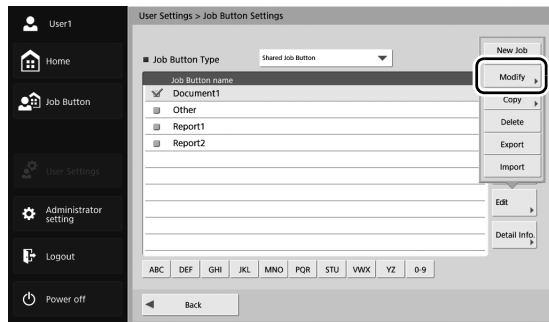 User1
Home
Job Button
User Settings
Administrator
setting
Logout
Power off
User Settings > Job Button Settings
■ Job Button Type
Shared Job Button
Job Button name
Document1
Other
Report1
Report2
ABC DEF GHI JKL MNO PQR STU VWX YZ 0-9
Back
New Job
Modify
Copy
Delete
Export
Import
Edit
Detail Info.